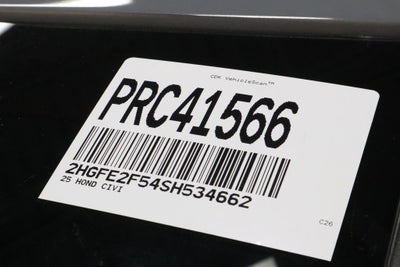 CDK VehicleScan™
PRC41566
2HGFE2F54SH534662
25 HOND CIVI
C26